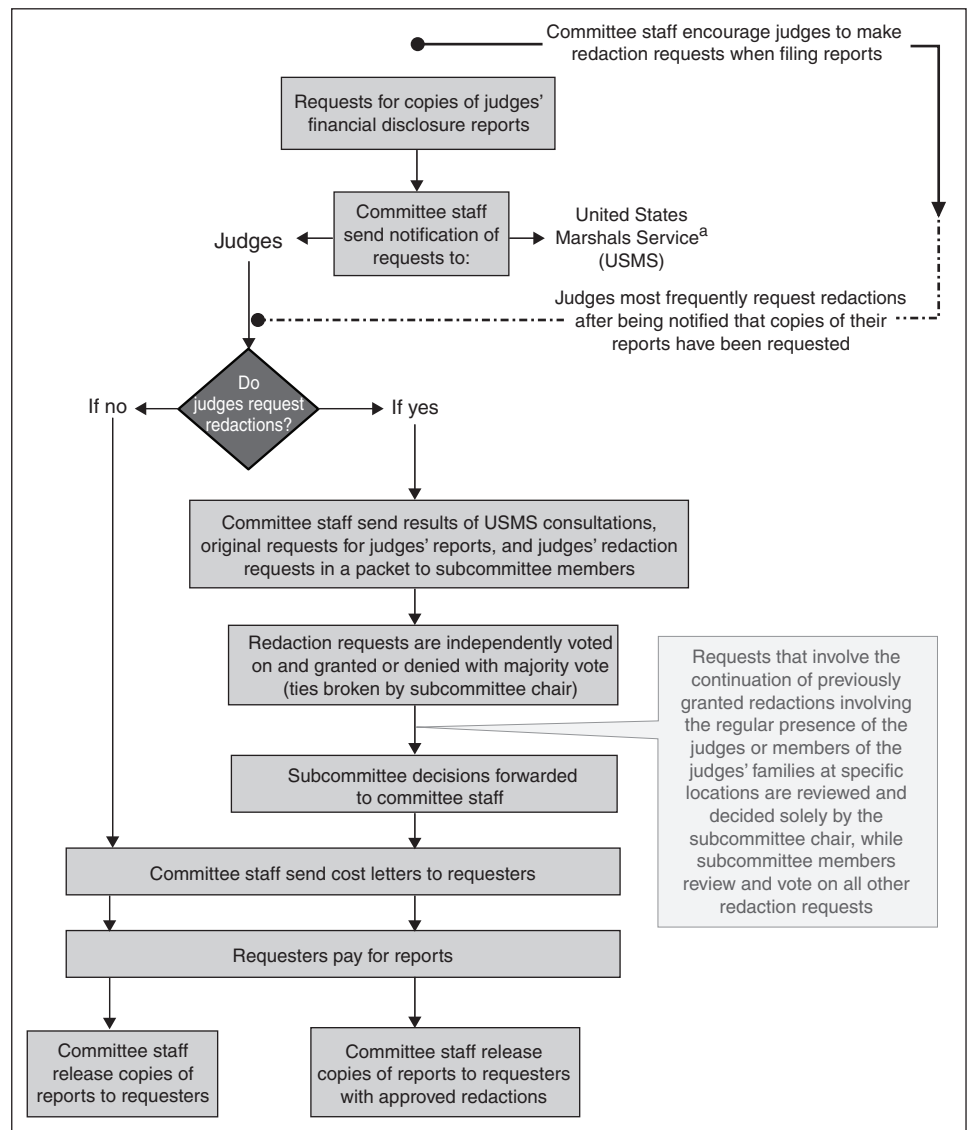 Committee staff encourage judges to make
redaction requests when filing reports
Requests for copies of judges'
financial disclosure reports
Committee staff
send notification of
requests to:
Judges
United States
Marshals Serviceª
(USMS)
Judges most frequently request redactions
after being notified that copies of their
reports have been requested
Do
judges request
redactions?
If no
If yes
Committee staff send results of USMS consultations,
original requests for judges' reports, and judges' redaction
requests in a packet to subcommittee members
Redaction requests are independently voted
on and granted or denied with majority vote
(ties broken by subcommittee chair)
Requests that involve the
continuation of previously
granted redactions involving
the regular presence of the
judges or members of the
judges' families at specific
locations are reviewed and
decided solely by the
subcommittee chair, while
subcommittee members
review and vote on all other
redaction requests
Subcommittee decisions forwarded
to committee staff
Committee staff send cost letters to requesters
Requesters pay for reports
Committee staff
release copies of
reports to requesters
Committee staff release
copies of reports to requesters
with approved redactions